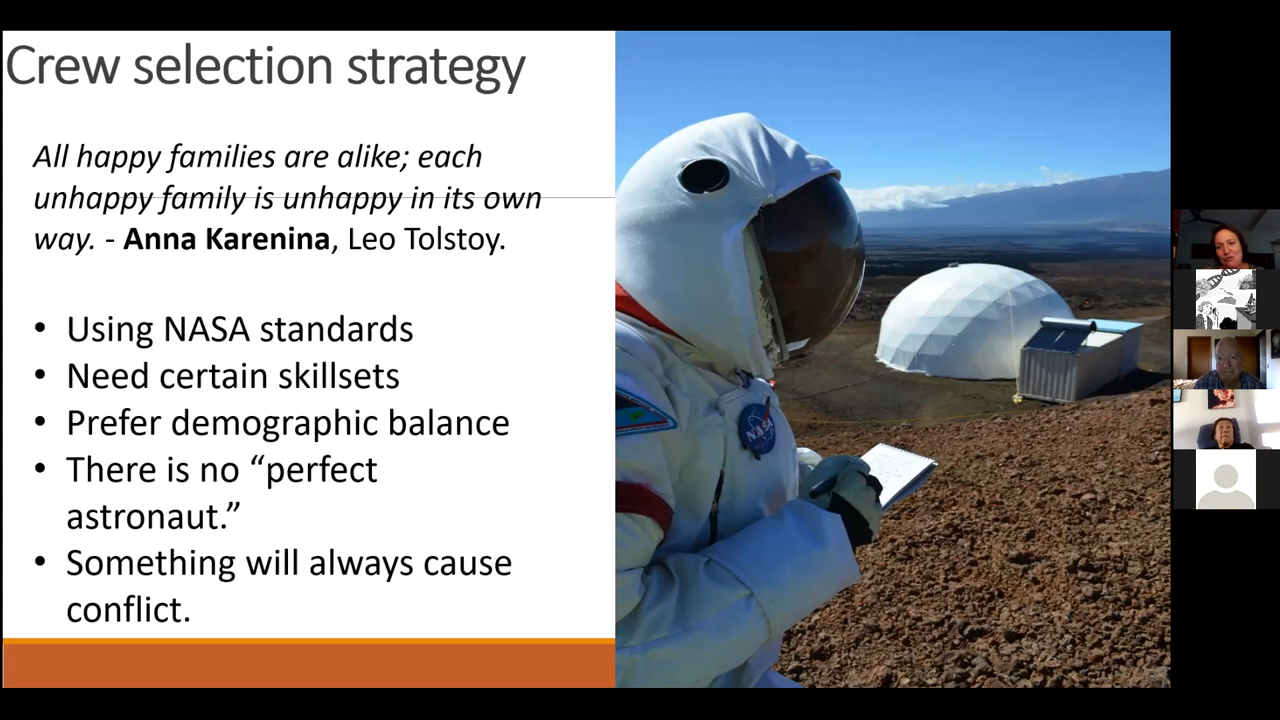 Crew selection strategy
All happy families are alike; each
unhappy family is unhappy in its own
way. - Anna Karenina, Leo Tolstoy.
• Using NASA standards
• Need certain skillsets
• Prefer demographic balance
• There is no “perfect
astronaut.”
• Something will always cause
conflict.
NASA